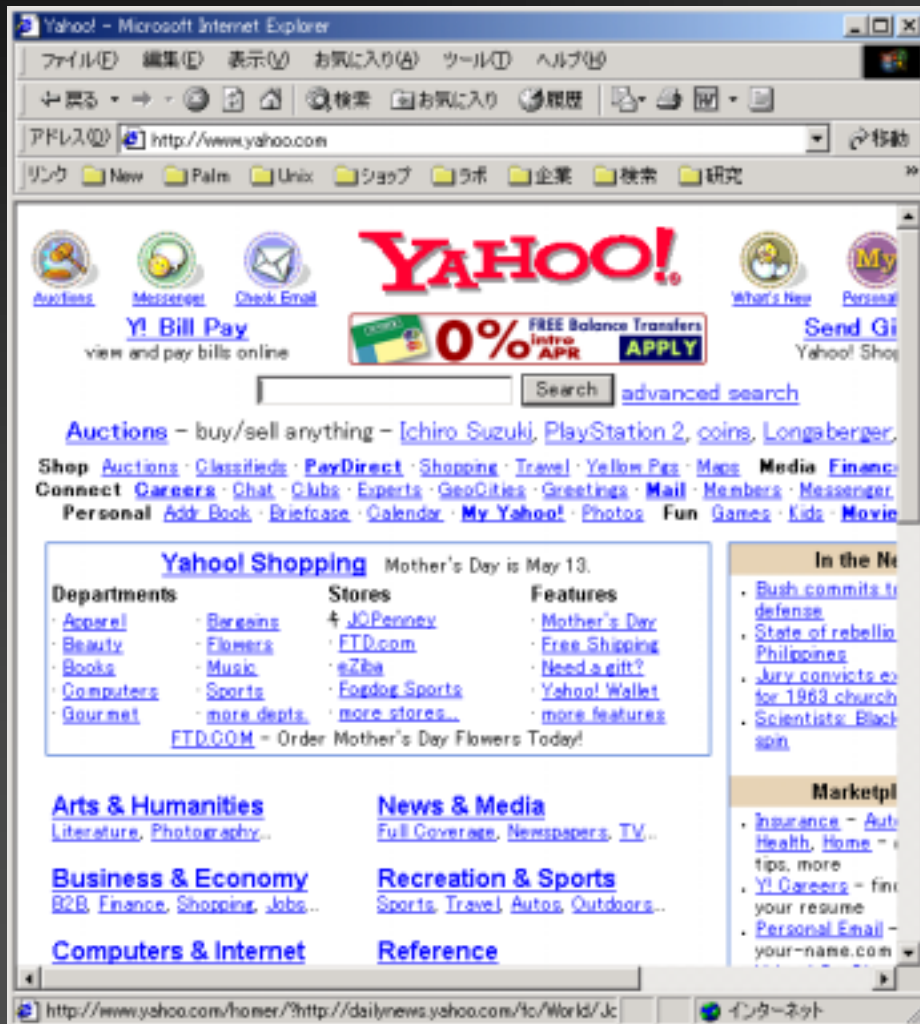 Yahoo! - Microsoft Internet Explorer
ファイル(F) 編集(E) 表示(V) お気に入り(A) ツール(T) ヘルプ(H)
戻る 検索 お気に入り 履歴
アドレス(D) http://www.yahoo.com 移動
リンク New Palm Unix ショップ ラボ 企業 検索 研究 »
YAHOO!
My
Auctions Messenger Check Email What's New Personal
Y! Bill Pay
view and pay bills online
0% intro APR FREE Balance Transfers APPLY
Send Gi
Yahoo! Shop
Search advanced search
Auctions - buy/sell anything - Ichiro Suzuki, PlayStation 2, coins, Longaberger,
Shop Auctions · Classifieds · PayDirect · Shopping · Travel · Yellow Pgs · Maps Media Financ
Connect Careers · Chat · Clubs · Experts · GeoCities · Greetings · Mail · Members · Messenger
Personal Addr Book · Briefcase · Calendar · My Yahoo! · Photos Fun Games · Kids · Movie
Yahoo! Shopping Mother's Day is May 13.
Departments Stores Features
· Apparel · Bargains JCPenney · Mother's Day
· Beauty · Flowers · FTD.com · Free Shipping
· Books · Music · eZiba · Need a gift?
· Computers · Sports · Fogdog Sports · Yahoo! Wallet
· Gourmet · more depts. · more stores... · more features
FTD.COM - Order Mother's Day Flowers Today!
In the Ne
· Bush commits t
defense
· State of rebellio
Philippines
· Jury convicts ex
for 1963 church
· Scientists: Black
spin
Arts & Humanities
Literature, Photography...
News & Media
Full Coverage, Newspapers, TV...
Business & Economy
B2B, Finance, Shopping, Jobs...
Recreation & Sports
Sports, Travel, Autos, Outdoors...
Computers & Internet
Reference
Marketpl
· Insurance - Aut
Health, Home -
tips, more
· Y! Careers - find
your resume
· Personal Email -
your-name.com
http://www.yahoo.com/homer/?http://dailynews.yahoo.com/fc/World/Jc インターネット